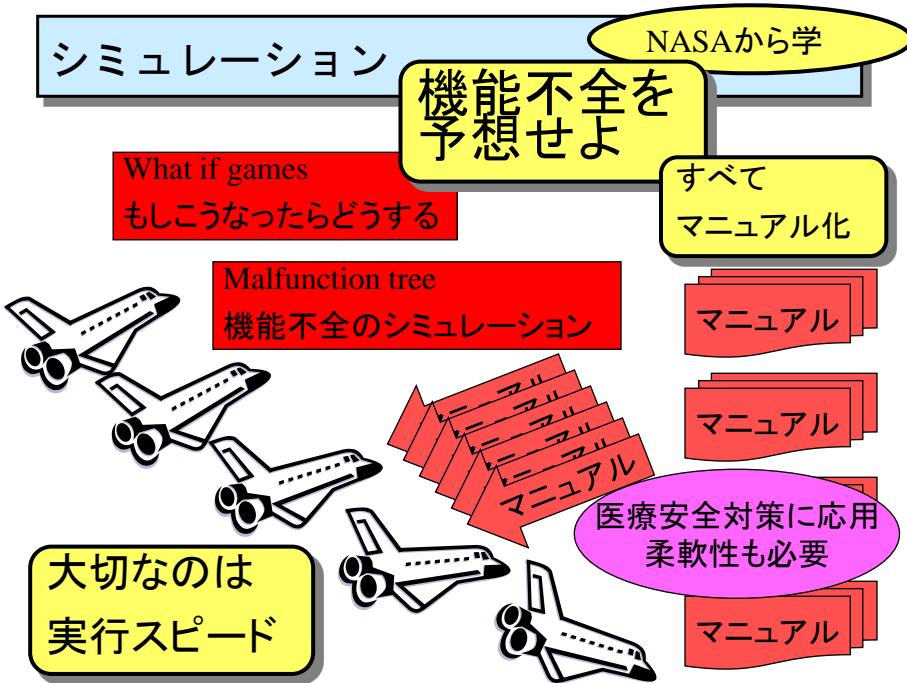 シミュレーション
NASAから学
機能不全を
予想せよ
What if games
もしこうなったらどうする
すべて
マニュアル化
Malfunction tree
機能不全のシミュレーション
マニュアル
マニュアル
マニュアル
医療安全対策に応用
柔軟性も必要
大切なのは
実行スピード
マニュアル